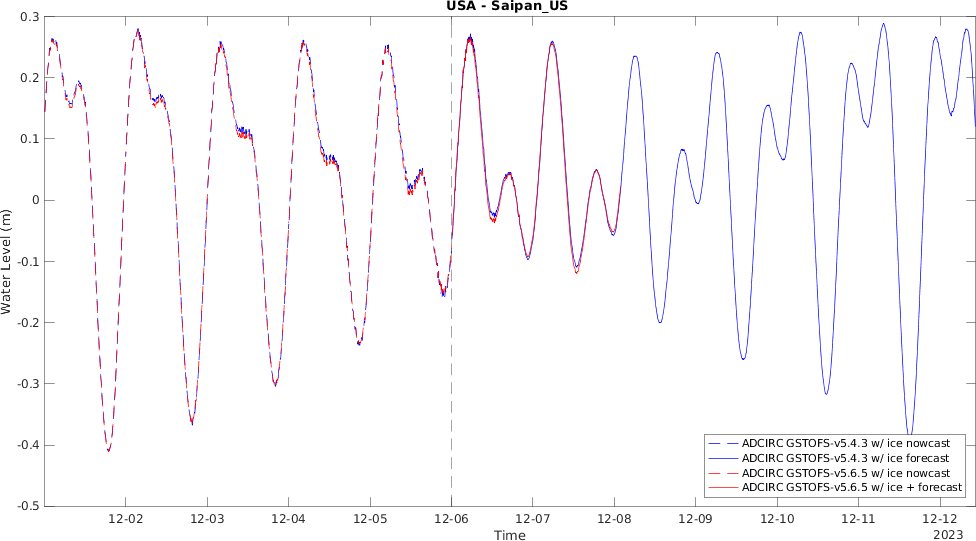 USA - Saipan_US
0.3
0.2
0.1
0
-0.1
-0.2
-0.3
-0.4
-0.5
Water Level (m)
ADCIRC GSTOFS-v5.4.3 w/ ice nowcast
ADCIRC GSTOFS-v5.4.3 w/ ice forecast
ADCIRC GSTOFS-v5.6.5 w/ ice nowcast
ADCIRC GSTOFS-v5.6.5 w/ ice + forecast
12-02 12-03 12-04 12-05 12-06 12-07 12-08 12-09 12-10 12-11 12-12
Time
2023